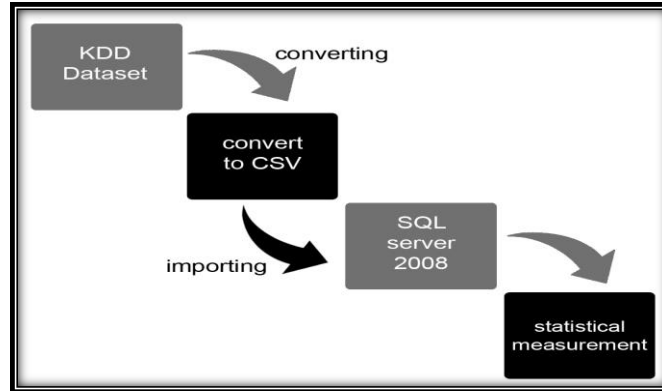 KDD
Dataset
converting
convert
to CSV
SQL
server
2008
importing
statistical
measurement